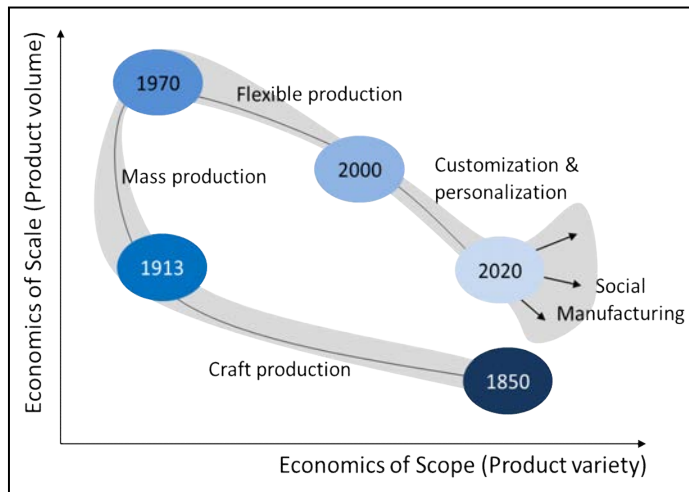 Economics of Scale (Product volume)
1970
Flexible production
Mass production
2000
Customization &
personalization
1913
2020
Social
Manufacturing
Craft production
1850
Economics of Scope (Product variety)